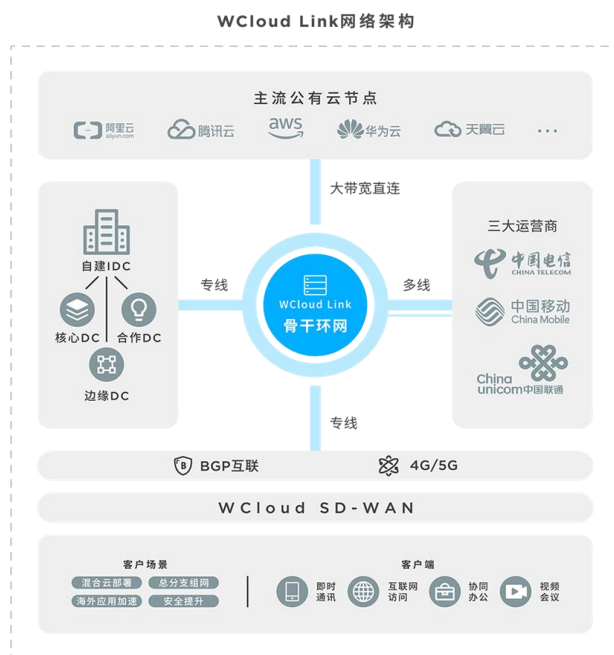 WCloud Link网络架构
主流公有云节点
阿里云
aliyun.com
腾讯云
aws
华为云
天翼云
...
大带宽直连
自建IDC
核心DC
合作DC
边缘DC
专线
WCloud Link
骨干环网
多线
三大运营商
中国电信
CHINA TELECOM
中国移动
China Mobile
China
unicom中国联通
专线
B
BGP互联
4G/5G
WCloud SD-WAN
客户场景
混合云部署
总分支组网
海外应用加速
安全提升
客户端
即时
通讯
互联网
访问
协同
办公
视频
会议